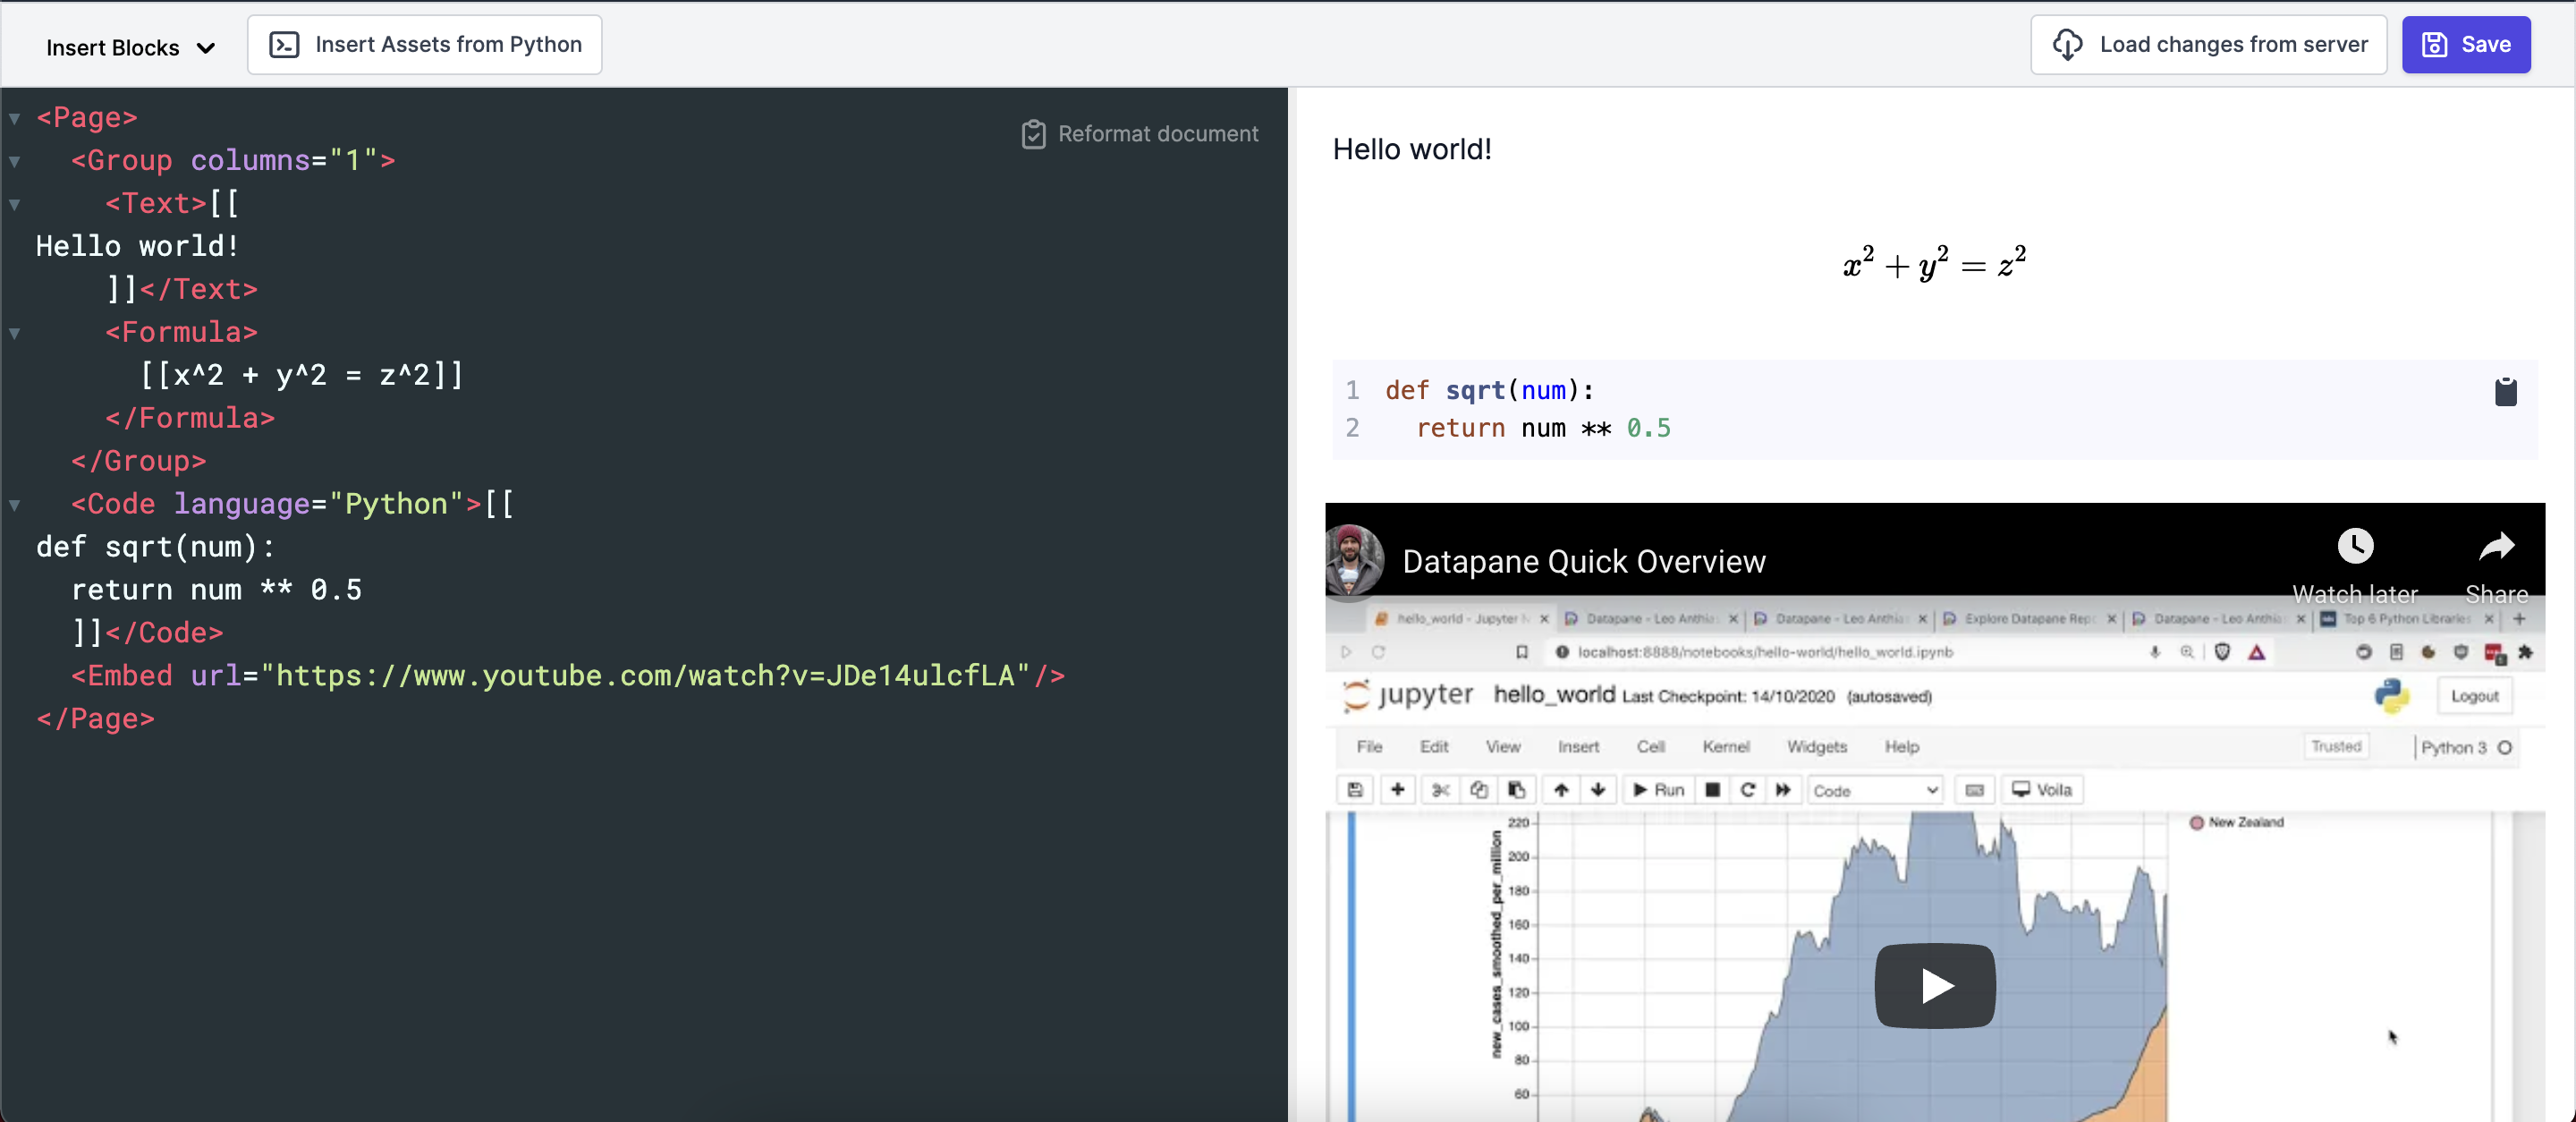 Insert Blocks
Insert Assets from Python
Load changes from server
Save
Reformat document
<Page>
<Group columns="1">
<Text>[[
Hello world!
]]</Text>
<Formula>
[[x^2 + y^2 = z^2]]
</Formula>
</Group>
<Code language="Python">[[
def sqrt(num):
return num ** 0.5
]]</Code>
<Embed url="https://www.youtube.com/watch?v=JDe14ulcfLA"/>
</Page>
Hello world!
x² + y² = z²
1 def sqrt(num):
2 return num ** 0.5
Datapane Quick Overview
Watch later
Share
hello_world - Jupyter
Datapane - Leo Anthia
Datapane - Leo Anthia
Explore Datapane Rep
Datapane - Leo Anthia
Top 6 Python Libraries
localhost:8888/notebooks/hello-world/hello_world.ipynb
jupyter hello_world Last Checkpoint: 14/10/2020 (autosaved)
Logout
File Edit View Insert Cell Kernel Widgets Help
Trusted
Python 3
Run
Code
Voila
new_cases_smoothed_per_million
220
200
180
160
140
120
100
80
60
New Zealand